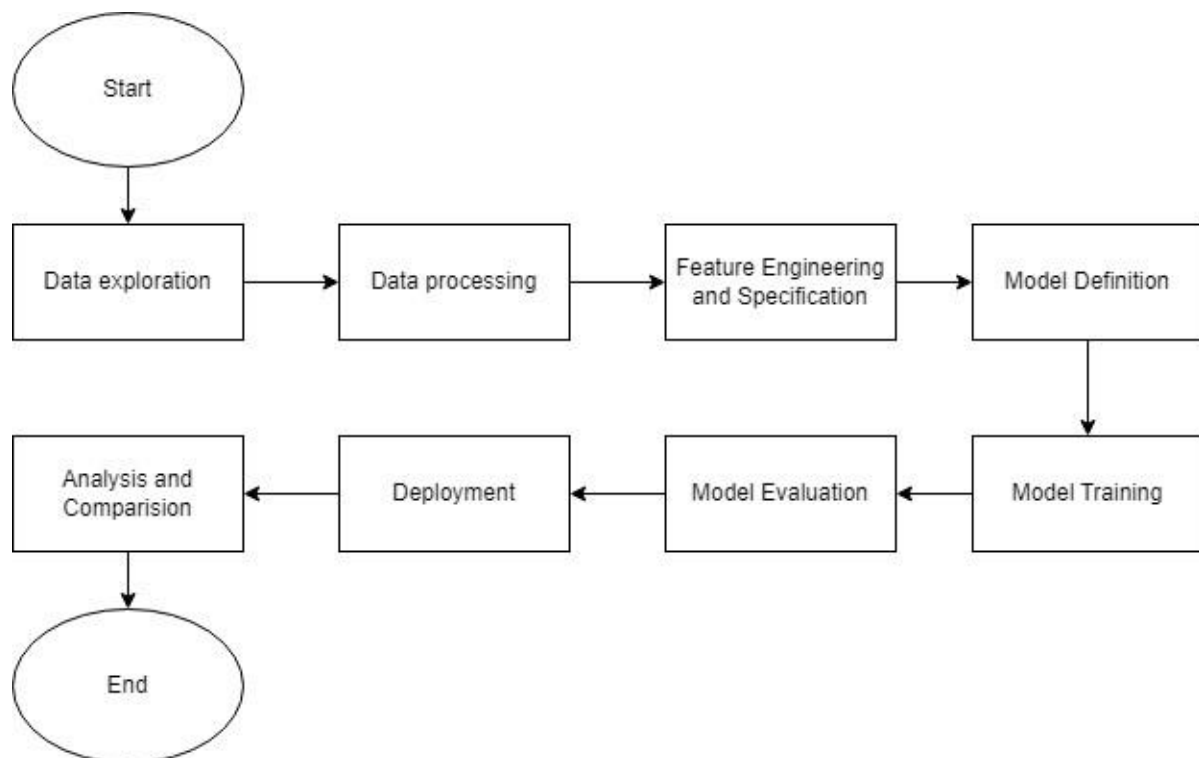 Start
Data exploration
Data processing
Feature Engineering
and Specification
Model Definition
Model Training
Model Evaluation
Deployment
Analysis and
Comparision
End